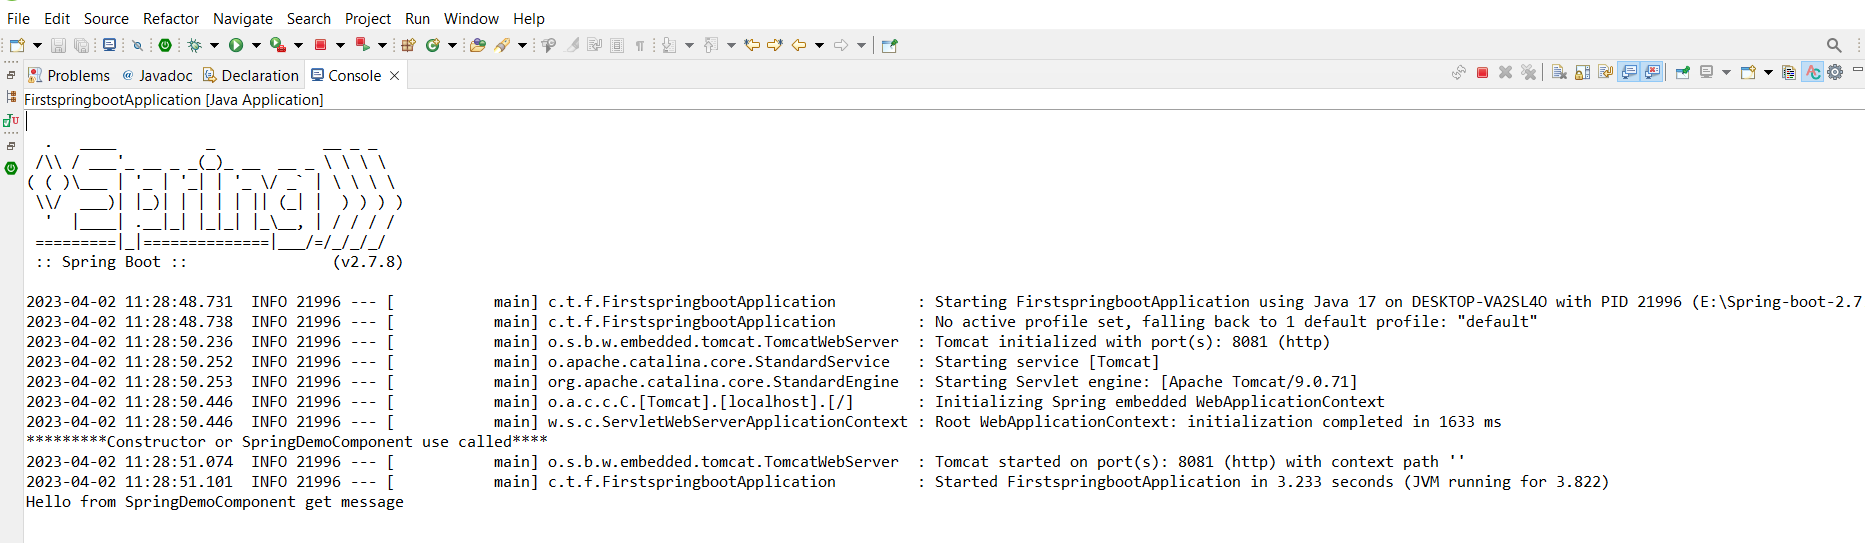 File Edit Source Refactor Navigate Search Project Run Window Help
Problems @ Javadoc Declaration Console
FirstspringbootApplication [Java Application]
  .   ____          _            __ _ _
 /\\ / ___'_ __ _ _(_)_ __  __ _ \ \ \ \
( ( )\___ | '_ | '_| | '_ \/ _` | \ \ \ \
 \\/  ___)| |_)| | | | | || (_| |  ) ) ) )
  '  |____| .__|_| |_|_| |_\__, | / / / /
 =========|_|==============|___/=/_/_/_/
 :: Spring Boot ::                (v2.7.8)
2023-04-02 11:28:48.731  INFO 21996 --- [           main] c.t.f.FirstspringbootApplication         : Starting FirstspringbootApplication using Java 17 on DESKTOP-VA2SL4O with PID 21996 (E:\Spring-boot-2.7
2023-04-02 11:28:48.738  INFO 21996 --- [           main] c.t.f.FirstspringbootApplication         : No active profile set, falling back to 1 default profile: "default"
2023-04-02 11:28:50.236  INFO 21996 --- [           main] o.s.b.w.embedded.tomcat.TomcatWebServer  : Tomcat initialized with port(s): 8081 (http)
2023-04-02 11:28:50.252  INFO 21996 --- [           main] o.apache.catalina.core.StandardService   : Starting service [Tomcat]
2023-04-02 11:28:50.253  INFO 21996 --- [           main] org.apache.catalina.core.StandardEngine  : Starting Servlet engine: [Apache Tomcat/9.0.71]
2023-04-02 11:28:50.446  INFO 21996 --- [           main] o.a.c.c.C.[Tomcat].[localhost].[/]       : Initializing Spring embedded WebApplicationContext
2023-04-02 11:28:50.446  INFO 21996 --- [           main] w.s.c.ServletWebServerApplicationContext : Root WebApplicationContext: initialization completed in 1633 ms
*********Constructor or SpringDemoComponent use called****
2023-04-02 11:28:51.074  INFO 21996 --- [           main] o.s.b.w.embedded.tomcat.TomcatWebServer  : Tomcat started on port(s): 8081 (http) with context path ''
2023-04-02 11:28:51.101  INFO 21996 --- [           main] c.t.f.FirstspringbootApplication         : Started FirstspringbootApplication in 3.233 seconds (JVM running for 3.822)
Hello from SpringDemoComponent get message